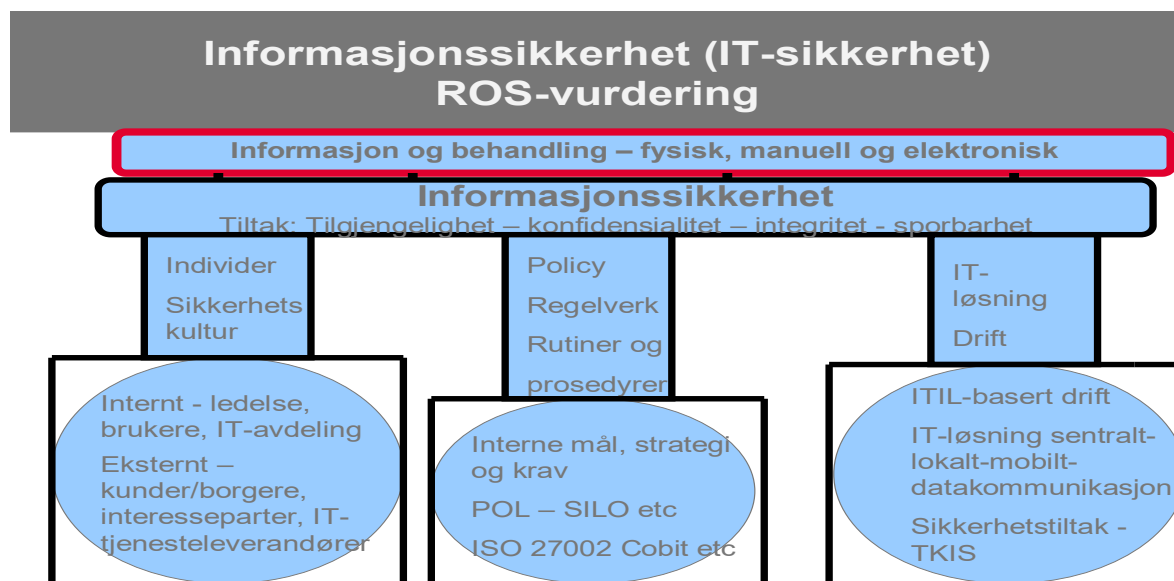 Informasjonssikkerhet (IT-sikkerhet)
ROS-vurdering
Informasjon og behandling – fysisk, manuell og elektronisk
Informasjonssikkerhet
Tiltak: Tilgjengelighet – konfidensialitet – integritet - sporbarhet
Individer
Sikkerhets
kultur
Policy
Regelverk
Rutiner og
prosedyrer
IT-
løsning
Drift
Internt - ledelse,
brukere, IT-avdeling
Eksternt –
kunder/borgere,
interesseparter, IT-
tjenesteleverandører
Interne mål, strategi
og krav
POL – SILO etc
ISO 27002 Cobit etc
ITIL-basert drift
IT-løsning sentralt-
lokalt-mobilt-
datakommunikasjon
Sikkerhetstiltak -
TKIS